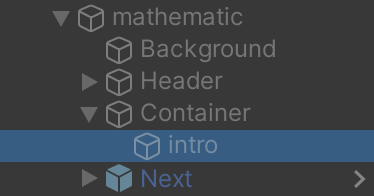 mathematic
Background
Header
Container
intro
Next